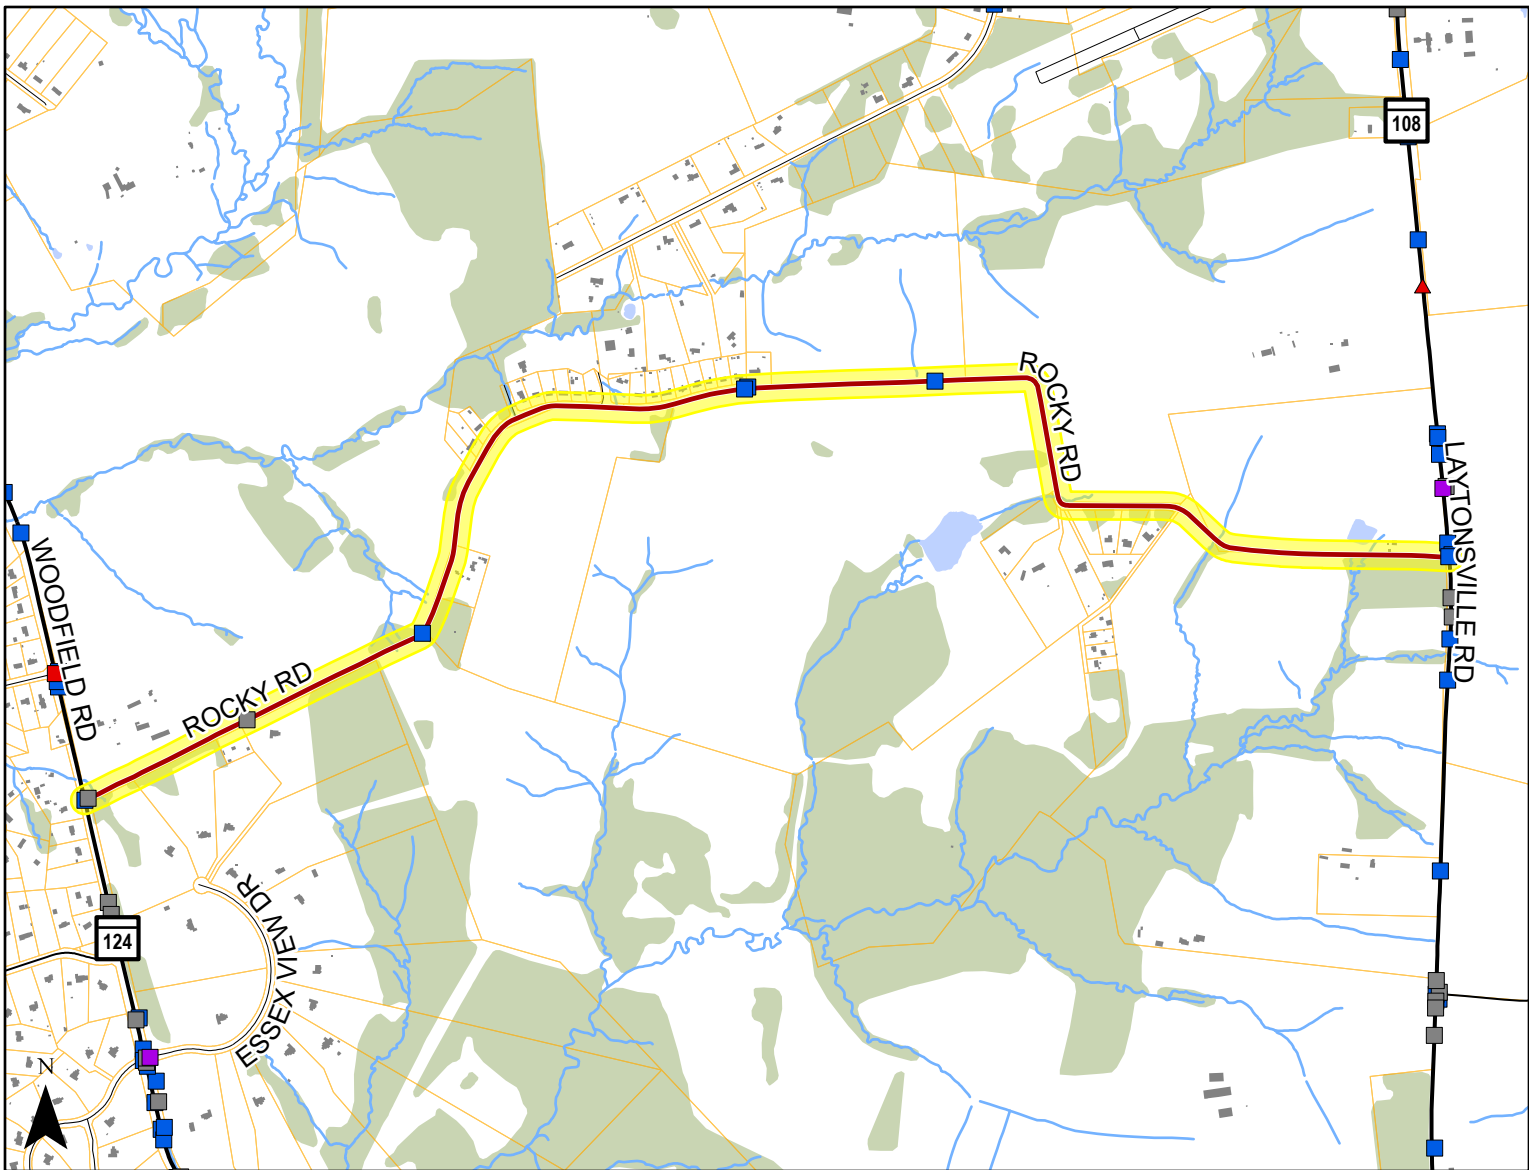 108
ROCKY RD
LAYTONSVILLE RD
WOODFIELD RD
ROCKY RD
ESSEX VIEW DR
124
N